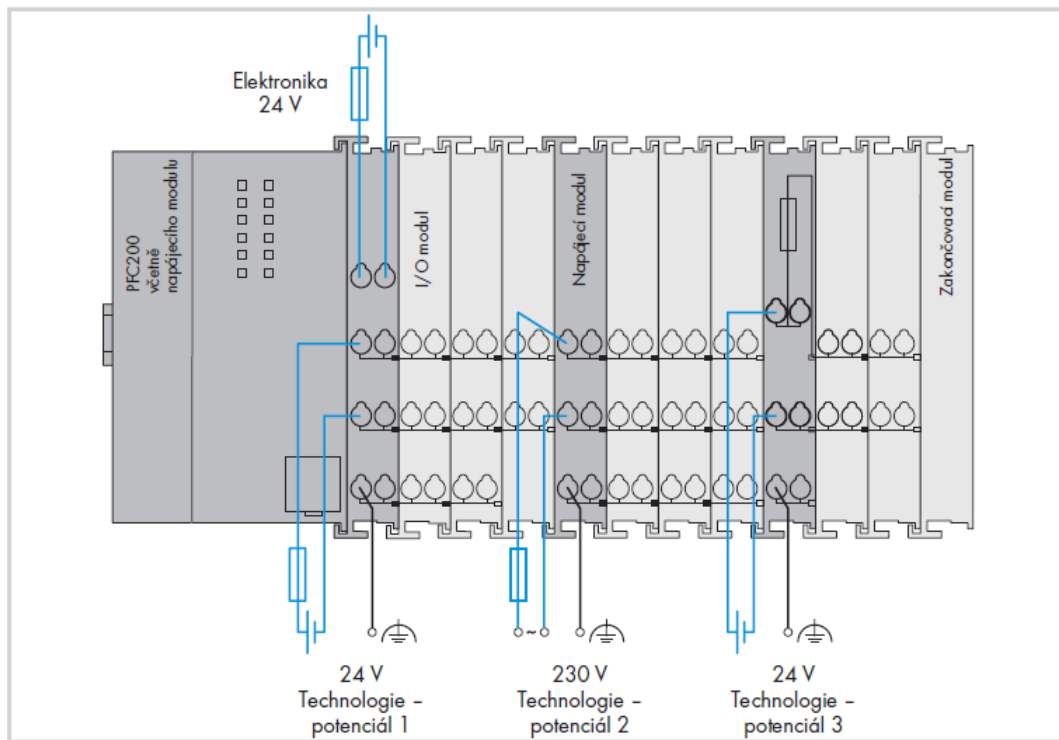 Elektronika
24 V
PFC200
včetně
napájecího modulu
I/O modul
Napájecí modul
Zakončovací modul
~
24 V
Technologie –
potenciál 1
230 V
Technologie –
potenciál 2
24 V
Technologie –
potenciál 3